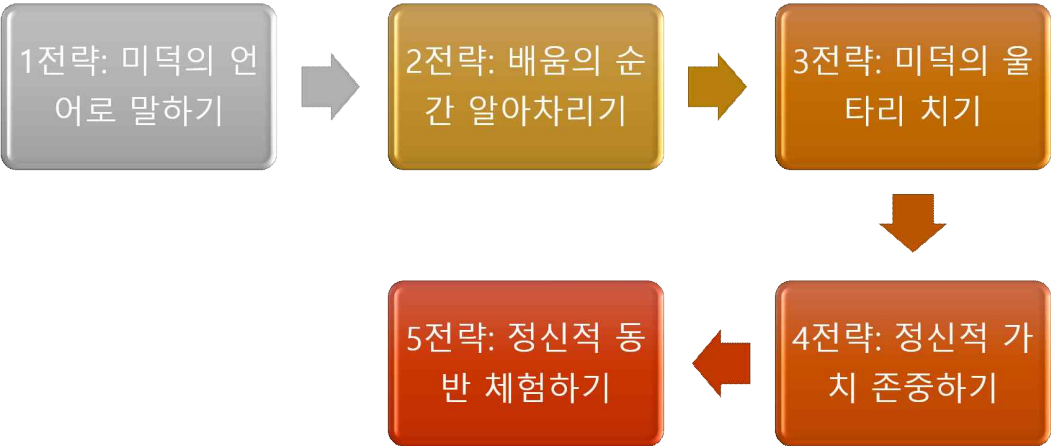 1전략: 미덕의 언
어로 말하기
2전략: 배움의 순
간 알아차리기
3전략: 미덕의 울
타리 치기
4전략: 정신적 가
치 존중하기
5전략: 정신적 동
반 체험하기